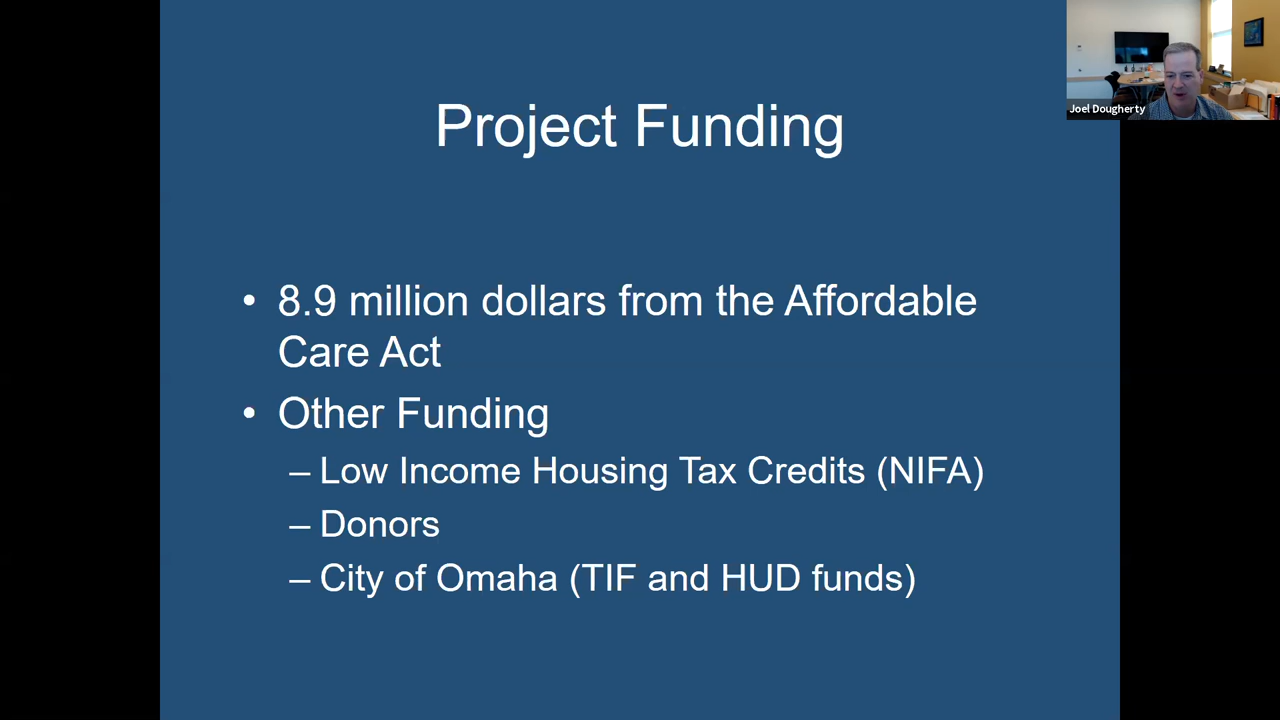 Project Funding
Joel Dougherty
• 8.9 million dollars from the Affordable
Care Act
• Other Funding
– Low Income Housing Tax Credits (NIFA)
– Donors
– City of Omaha (TIF and HUD funds)